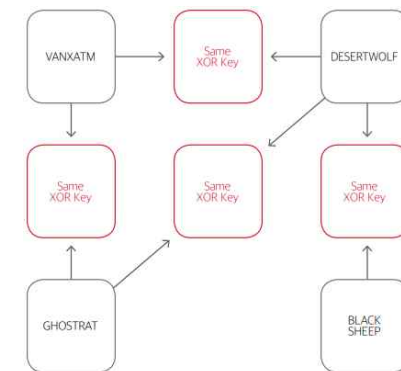 VANXATM
Same
XOR Key
DESERTWOLF
Same
XOR Key
Same
XOR Key
Same
XOR Key
GHOSTRAT
BLACK
SHEEP